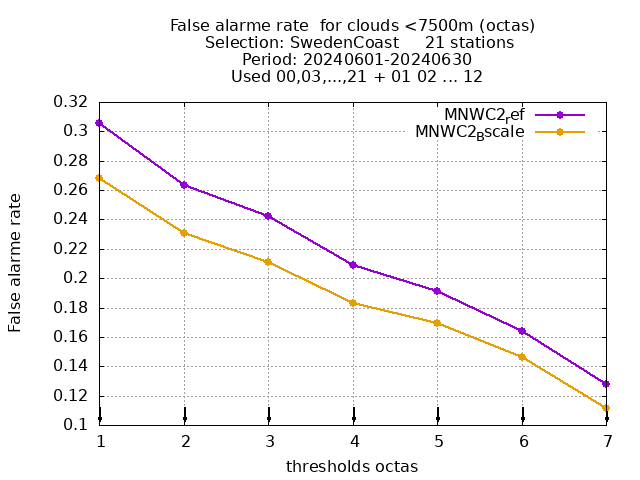 False alarme rate  for clouds <7500m (octas)
Selection: SwedenCoast     21 stations
Period: 20240601-20240630
Used 00,03,...,21 + 01 02 ... 12
MNWC2ref
MNWC2Bscale
False alarme rate
0.32
0.3
0.28
0.26
0.24
0.22
0.2
0.18
0.16
0.14
0.12
0.1
1 2 3 4 5 6 7
thresholds octas